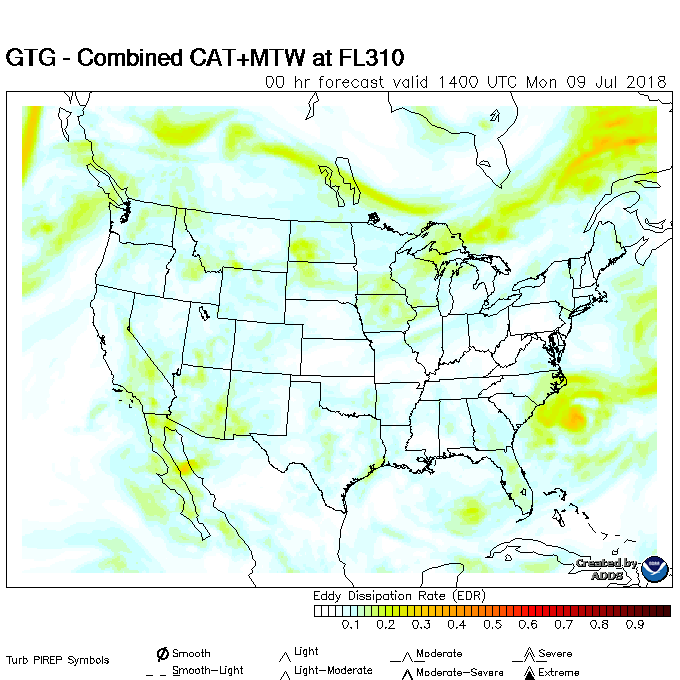 GTG - Combined CAT+MTW at FL310
00 hr forecast valid 1400 UTC Mon 09 Jul 2018
Created by
ADDS
Eddy Dissipation Rate (EDR)
0.1 0.2 0.3 0.4 0.5 0.6 0.7 0.8 0.9
Turb PIREP Symbols
Smooth Light Moderate Severe
Smooth-Light Light-Moderate Moderate-Severe Extreme